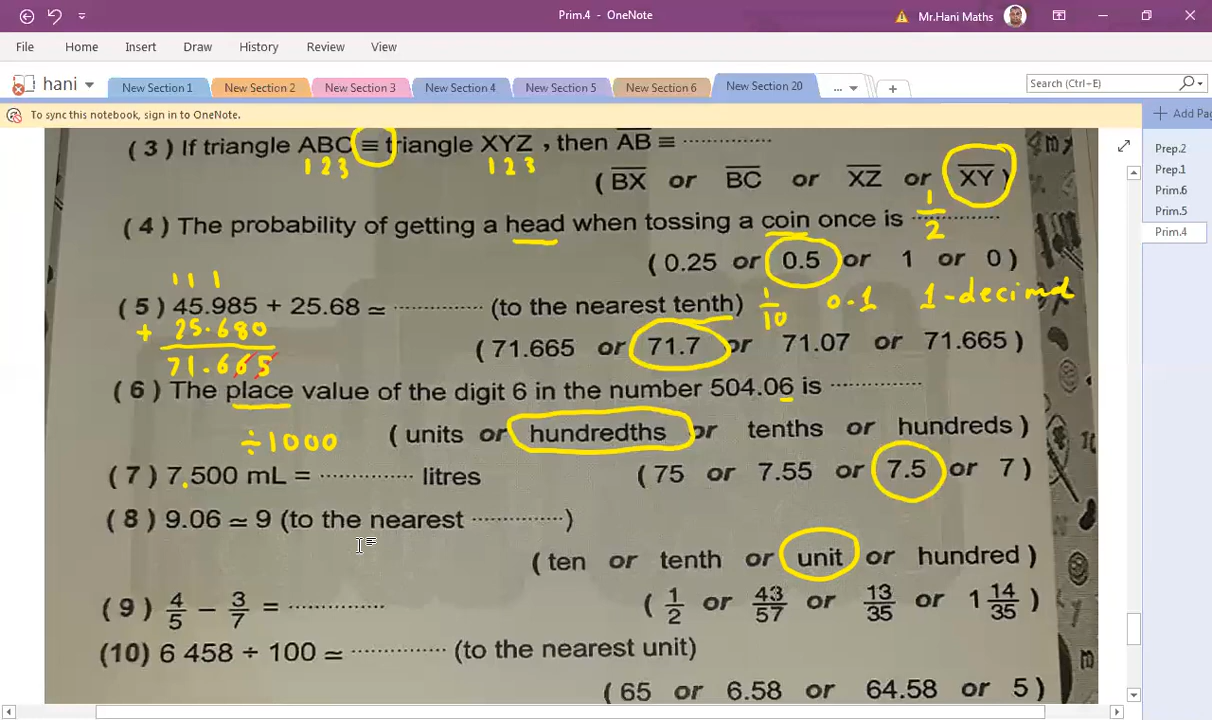 Prim.4 - OneNote
Mr.Hani Maths
File Home Insert Draw History Review View
hani
New Section 1 New Section 2 New Section 3 New Section 4 New Section 5 New Section 6 New Section 20 ...
Search (Ctrl+E)
To sync this notebook, sign in to OneNote.
Add Pag
Prep.2
Prep.1
Prim.6
Prim.5
Prim.4
( 3 ) If triangle ABC ≡ triangle XYZ , then AB ≡ ...............
1 2 3 1 2 3
( BX or BC or XZ or XY )
( 4 ) The probability of getting a head when tossing a coin once is ............... 1/2
( 0.25 or 0.5 or 1 or 0 )
1 1 1
( 5 ) 45.985 + 25.68 ≃ ............... (to the nearest tenth) 1/10 0.1 1-decimal
+ 25.680
71.665
( 71.665 or 71.7 or 71.07 or 71.665 )
( 6 ) The place value of the digit 6 in the number 504.06 is ...............
÷1000
( units or hundredths or tenths or hundreds )
( 7 ) 7.500 mL = ............... litres ( 75 or 7.55 or 7.5 or 7 )
( 8 ) 9.06 ≃ 9 (to the nearest ...............)
( ten or tenth or unit or hundred )
( 9 ) 4/5 − 3/7 = ............... ( 1/2 or 43/57 or 13/35 or 1 14/35 )
(10) 6 458 ÷ 100 ≃ ............... (to the nearest unit)
( 65 or 6.58 or 64.58 or 5 )